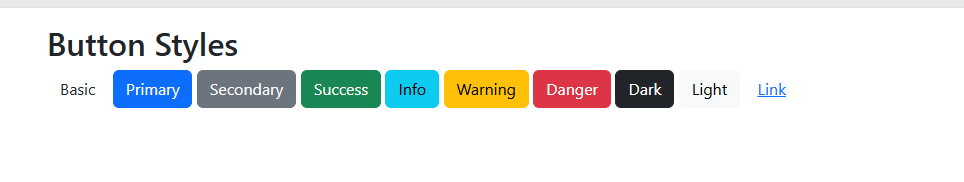 Button Styles
Basic Primary Secondary Success Info Warning Danger Dark Light Link